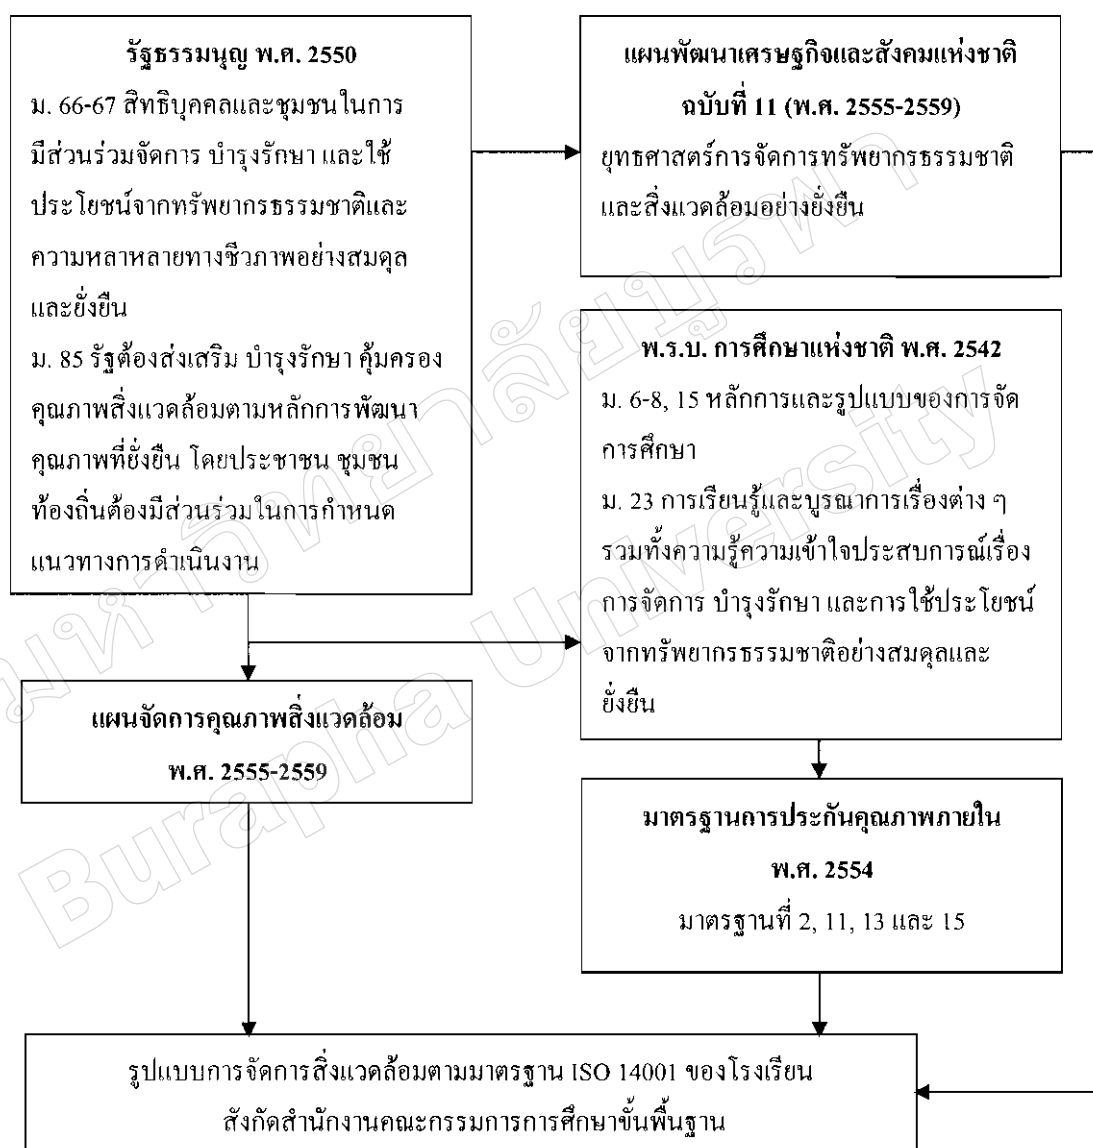 รัฐธรรมนุญ พ.ศ. 2550
ม. 66-67 สิทธิบุคคลและชุมชนในการ
มีส่วนร่วมจัดการ บำรุงรักษา และใช้
ประโยชน์จากทรัพยากรธรรมชาติและ
ความหลาหลายทางชีวภาพอย่างสมดุล
และยั่งยืน
ม. 85 รัฐต้องส่งเสริม บำรุงรักษา คุ้มครอง
คุณภาพสิ่งแวดล้อมตามหลักการพัฒนา
คุณภาพที่ยั่งยืน โดยประชาชน ชุมชน
ท้องถิ่นต้องมีส่วนร่วมในการกำหนด
แนวทางการดำเนินงาน
แผนพัฒนาเศรษฐกิจและสังคมแห่งชาติ
ฉบับที่ 11 (พ.ศ. 2555-2559)
ยุทธศาสตร์การจัดการทรัพยากรธรรมชาติ
และสิ่งแวดล้อมอย่างยั่งยืน
พ.ร.บ. การศึกษาแห่งชาติ พ.ศ. 2542
ม. 6-8, 15 หลักการและรูปแบบของการจัด
การศึกษา
ม. 23 การเรียนรู้และบูรณาการเรื่องต่าง ๆ
รวมทั้งความรู้ความเข้าใจประสบการณ์เรื่อง
การจัดการ บำรุงรักษา และการใช้ประโยชน์
จากทรัพยากรธรรมชาติอย่างสมดุลและ
ยั่งยืน
แผนจัดการคุณภาพสิ่งแวดล้อม
พ.ศ. 2555-2559
มาตรฐานการประกันคุณภาพภายใน
พ.ศ. 2554
มาตรฐานที่ 2, 11, 13 และ 15
รูปแบบการจัดการสิ่งแวดล้อมตามมาตรฐาน ISO 14001 ของโรงเรียน
สังกัดสำนักงานคณะกรรมการการศึกษาขั้นพื้นฐาน
มหาวิทยาลัยบูรพา
Burapha University